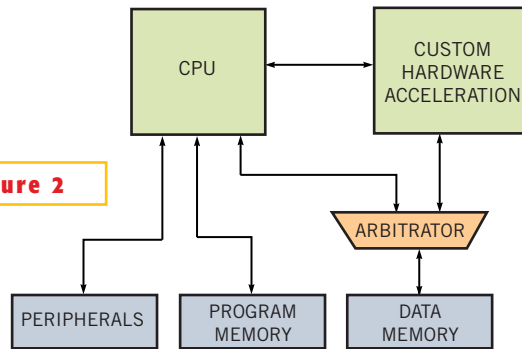 CPU
CUSTOM
HARDWARE
ACCELERATION
ure 2
ARBITRATOR
PERIPHERALS
PROGRAM
MEMORY
DATA
MEMORY